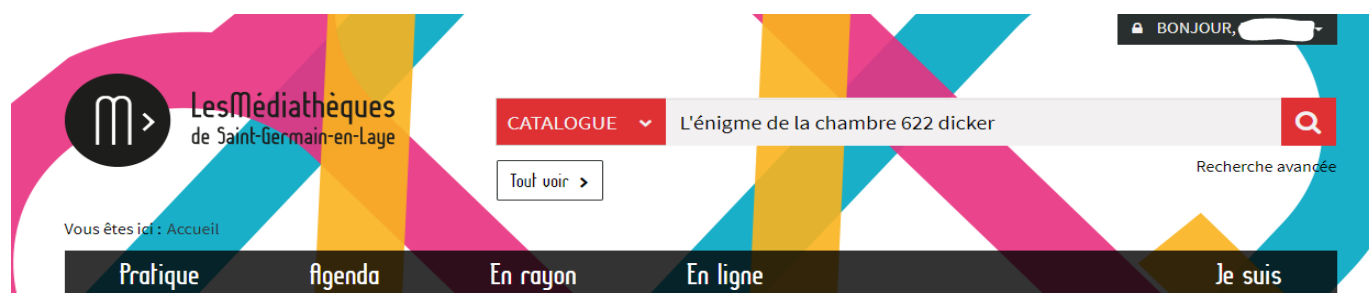 BONJOUR,
LesMédiathèques
de Saint-Germain-en-Laye
CATALOGUE
L'énigme de la chambre 622 dicker
Recherche avancée
Tout voir >
Vous êtes ici : Accueil
Pratique Agenda En rayon En ligne Je suis